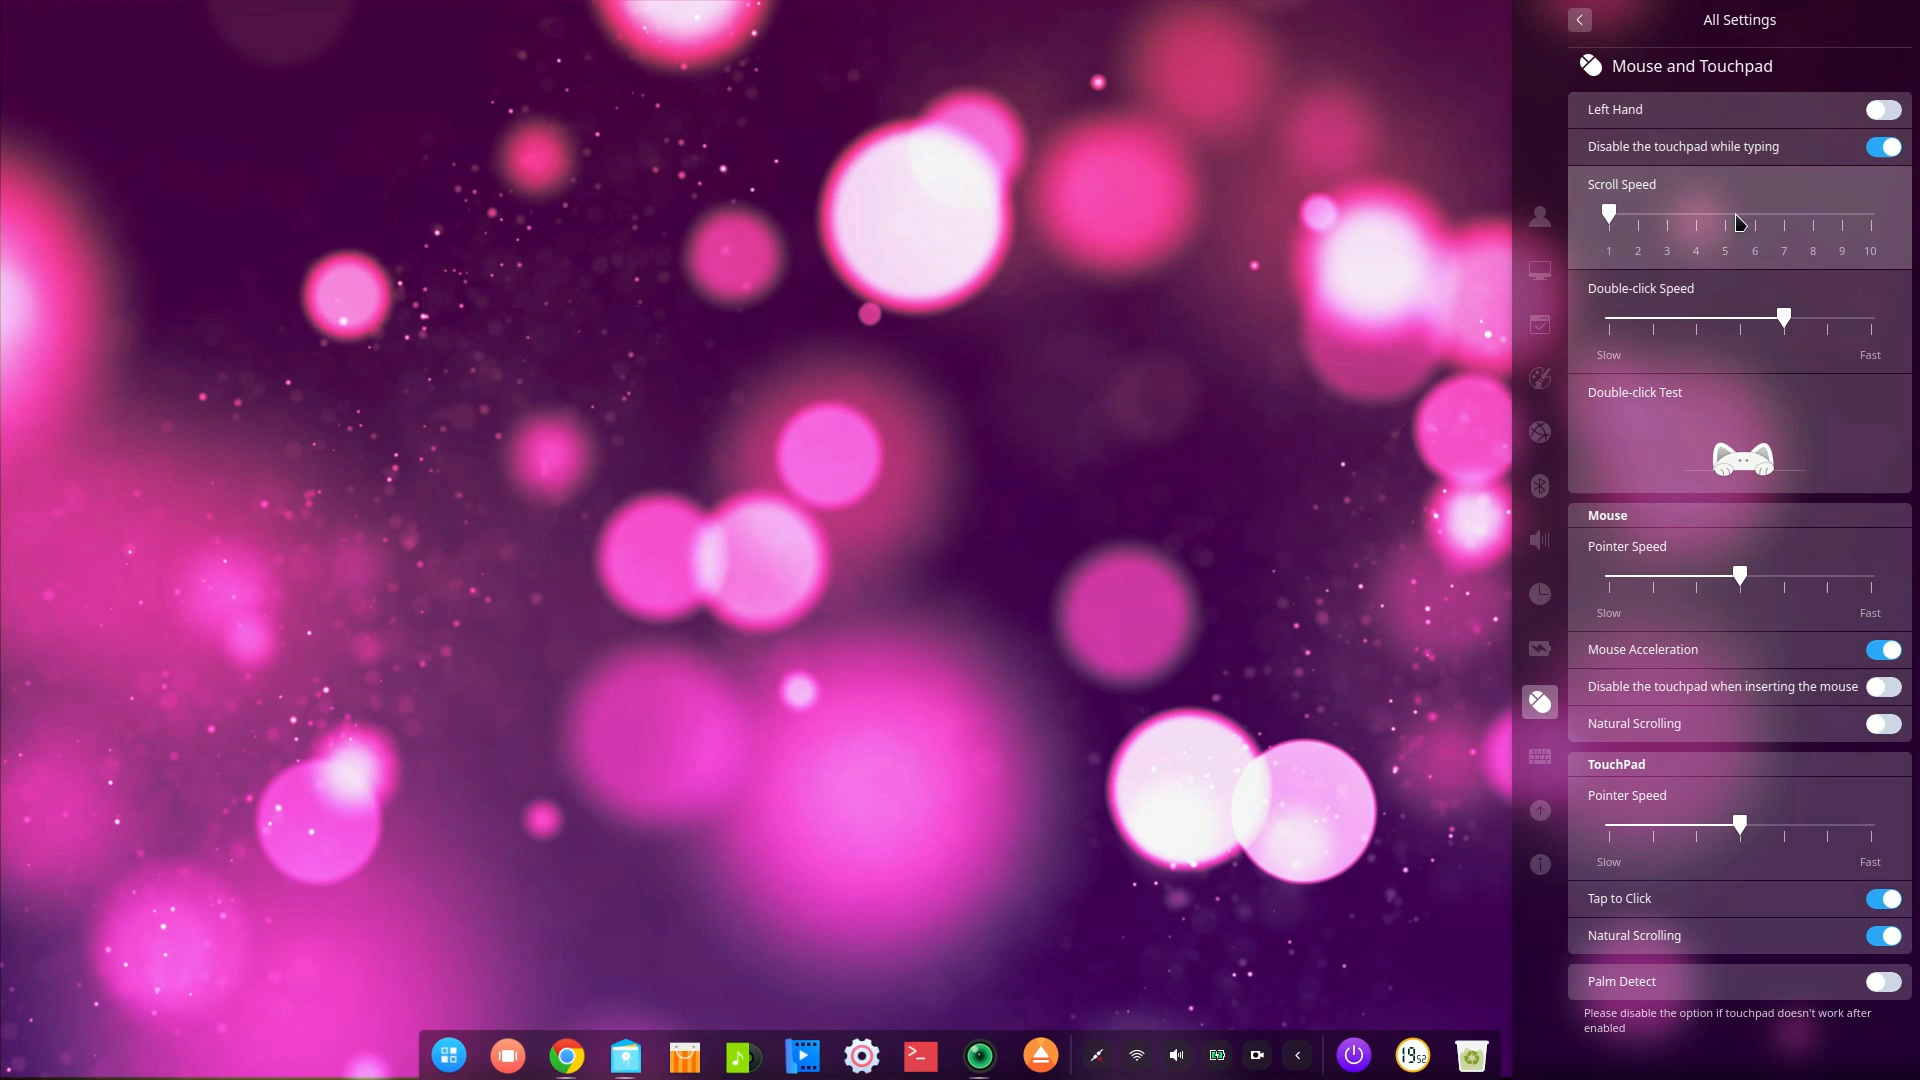 All Settings
Mouse and Touchpad
Left Hand
Disable the touchpad while typing
Scroll Speed
1 2 3 4 5 6 7 8 9 10
Double-click Speed
Slow Fast
Double-click Test
Mouse
Pointer Speed
Slow Fast
Mouse Acceleration
Disable the touchpad when inserting the mouse
Natural Scrolling
TouchPad
Pointer Speed
Slow Fast
Tap to Click
Natural Scrolling
Palm Detect
Please disable the option if touchpad doesn't work after
enabled
19 52